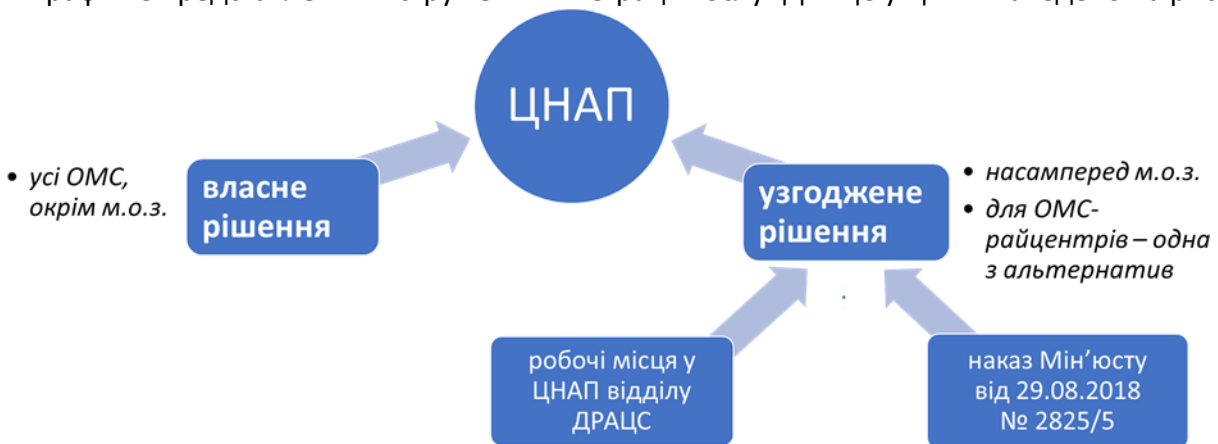 ЦНАП
• усі ОМС,
окрім м.о.з.
власне
рішення
узгоджене
рішення
• насамперед м.о.з.
• для ОМС-
райцентрів – одна
з альтернатив
робочі місця у
ЦНАП відділу
ДРАЦС
наказ Мін’юсту
від 29.08.2018
№ 2825/5